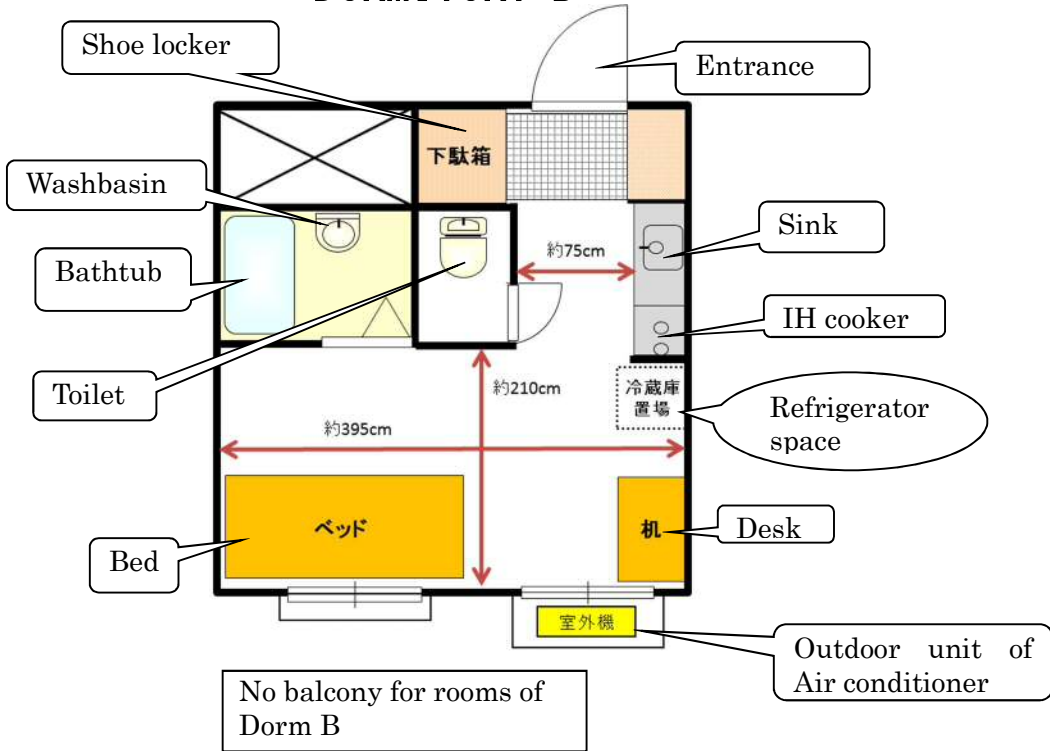 Shoe locker
Entrance
下駄箱
Washbasin
Sink
約75cm
Bathtub
IH cooker
Toilet
約210cm
冷蔵庫
置場
Refrigerator
space
約395cm
ベッド
机
Desk
Bed
室外機
Outdoor unit of
Air conditioner
No balcony for rooms of
Dorm B